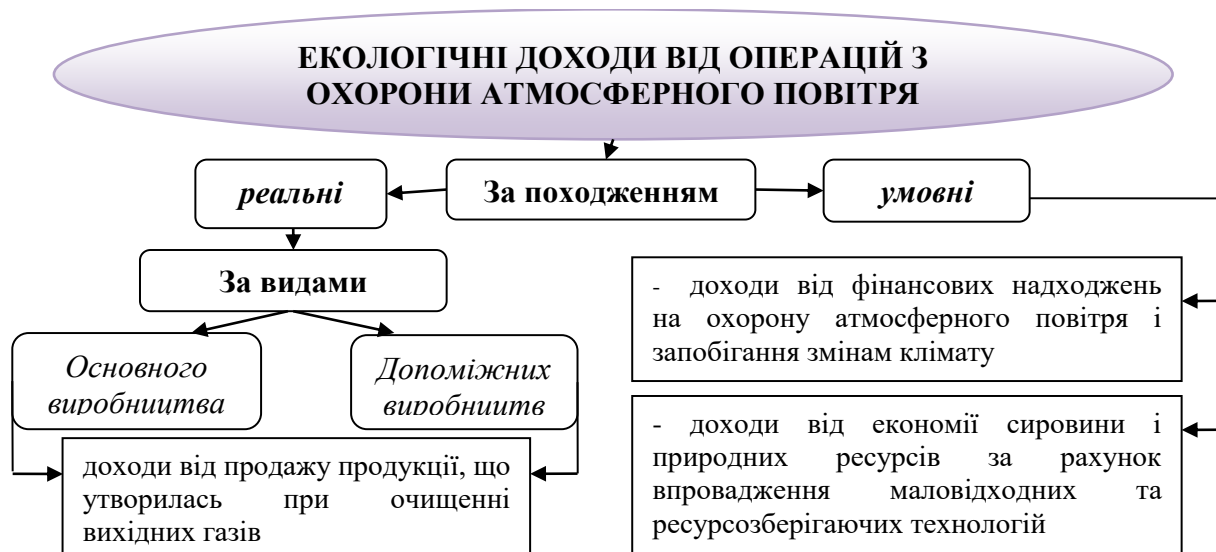 ЕКОЛОГІЧНІ ДОХОДИ ВІД ОПЕРАЦІЙ З
ОХОРОНИ АТМОСФЕРНОГО ПОВІТРЯ
реальні
За походженням
умовні
За видами
Основного
виробництва
Допоміжних
виробництв
доходи від продажу продукції, що
утворилась при очищенні
вихідних газів
- доходи від фінансових надходжень
на охорону атмосферного повітря і
запобігання змінам клімату
- доходи від економії сировини і
природних ресурсів за рахунок
впровадження маловідходних та
ресурсозберігаючих технологій